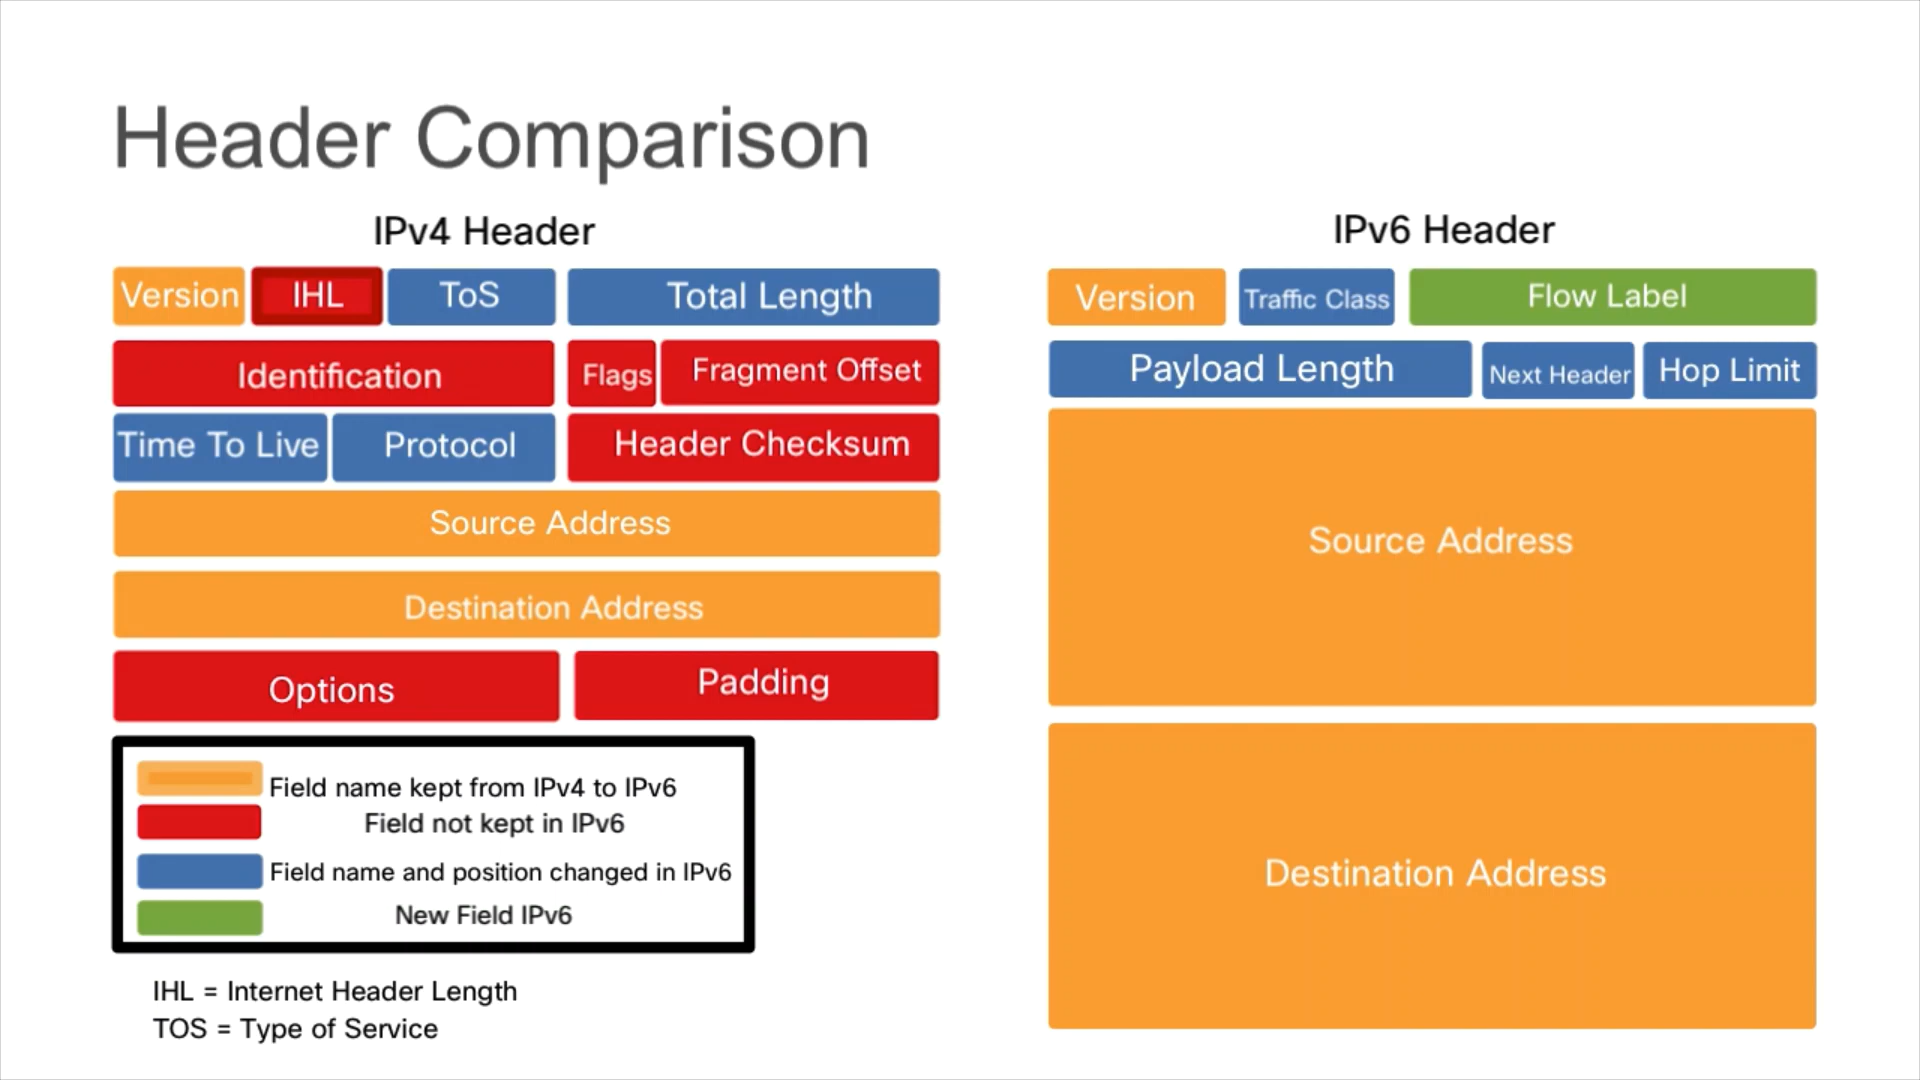 Header Comparison
IPv4 Header
Version IHL ToS Total Length
Identification Flags Fragment Offset
Time To Live Protocol Header Checksum
Source Address
Destination Address
Options Padding
Field name kept from IPv4 to IPv6
Field not kept in IPv6
Field name and position changed in IPv6
New Field IPv6
IHL = Internet Header Length
TOS = Type of Service
IPv6 Header
Version Traffic Class Flow Label
Payload Length Next Header Hop Limit
Source Address
Destination Address